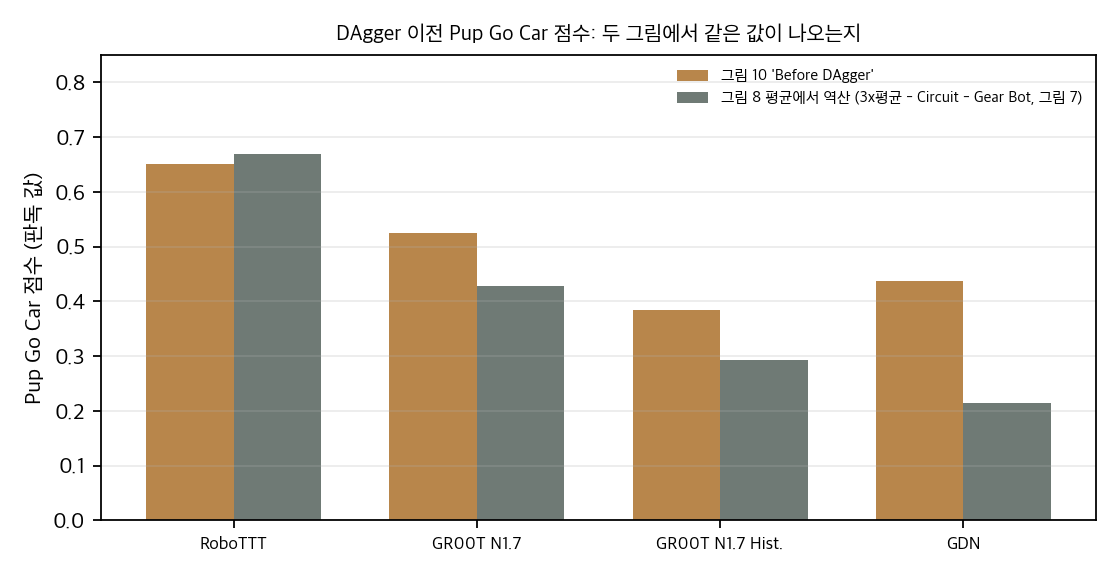 DAgger 이전 Pup Go Car 점수: 두 그림에서 같은 값이 나오는지
그림 10 'Before DAgger'
그림 8 평균에서 역산 (3x평균 - Circuit - Gear Bot, 그림 7)
Pup Go Car 점수 (판독 값)
0.8
0.7
0.6
0.5
0.4
0.3
0.2
0.1
0.0
RoboTTT
GR00T N1.7
GR00T N1.7 Hist.
GDN